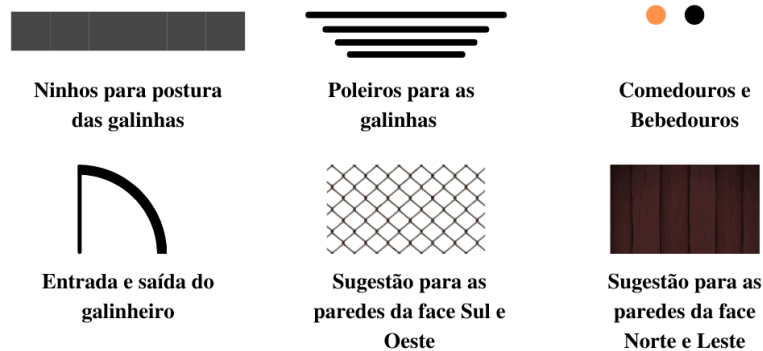 Ninhos para postura
das galinhas
Poleiros para as
galinhas
Comedouros e
Bebedouros
Entrada e saída do
galinheiro
Sugestão para as
paredes da face Sul e
Oeste
Sugestão para as
paredes da face
Norte e Leste